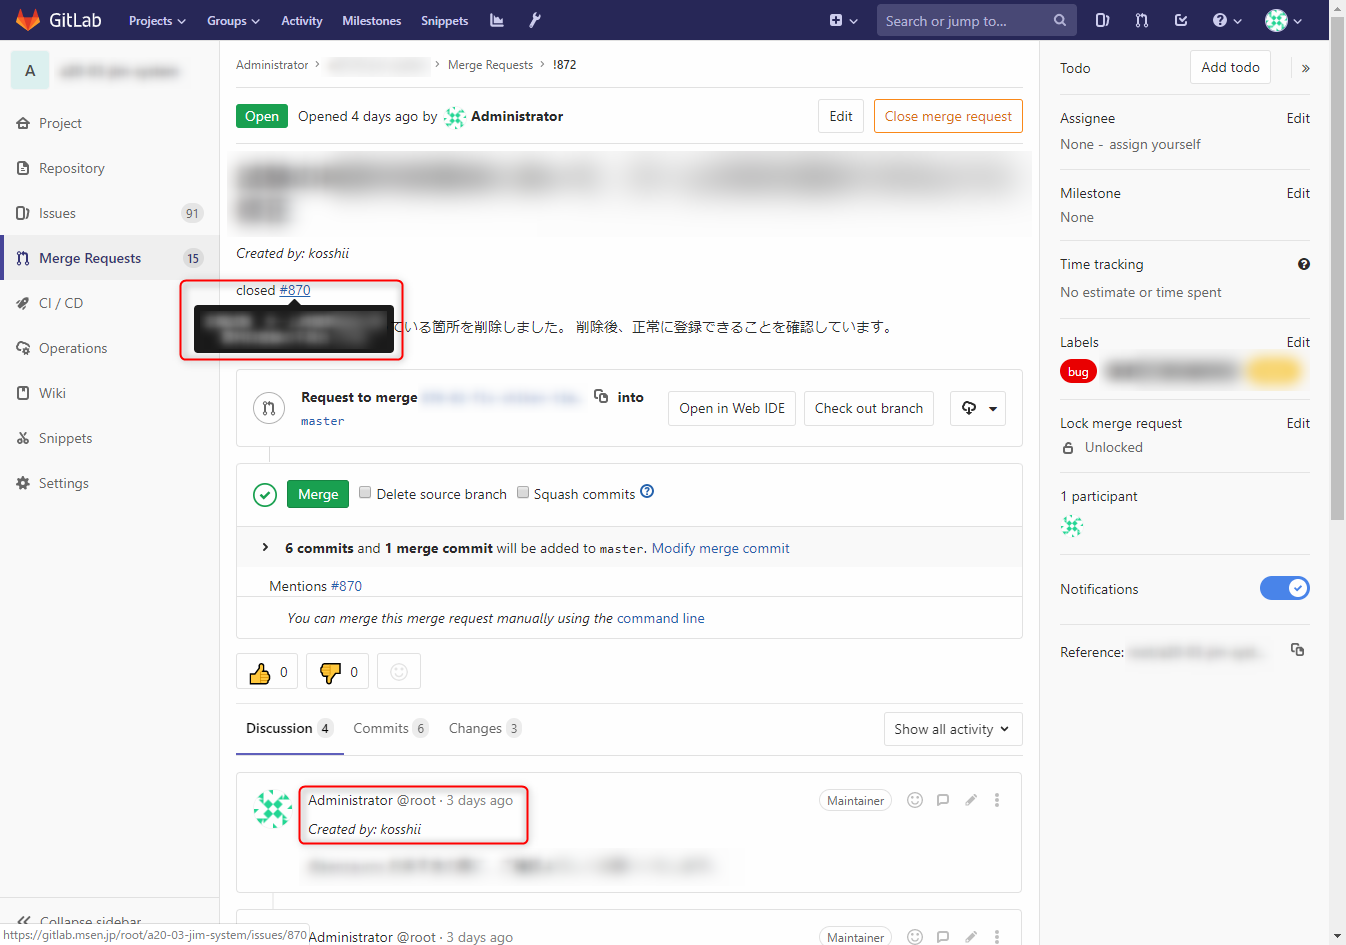 GitLab
Projects
Groups
Activity
Milestones
Snippets
Search or jump to...
A
Project
Repository
Issues 91
Merge Requests 15
CI / CD
Operations
Wiki
Snippets
Settings
Collapse sidebar
https://gitlab.msen.jp/root/a20-03-jim-system/issues/870
Administrator › › Merge Requests › !872
Open Opened 4 days ago by Administrator
Edit
Close merge request
Created by: kosshii
closed #870
ている箇所を削除しました。 削除後、正常に登録できることを確認しています。
Request to merge into
master
Open in Web IDE
Check out branch
Merge
Delete source branch
Squash commits
6 commits and 1 merge commit will be added to master. Modify merge commit
Mentions #870
You can merge this merge request manually using the command line
0
0
Discussion 4
Commits 6
Changes 3
Show all activity
Administrator @root · 3 days ago
Maintainer
Created by: kosshii
Administrator @root · 3 days ago
Maintainer
Todo
Add todo
»
Assignee Edit
None - assign yourself
Milestone Edit
None
Time tracking
No estimate or time spent
Labels Edit
bug
Lock merge request Edit
Unlocked
1 participant
Notifications
Reference: